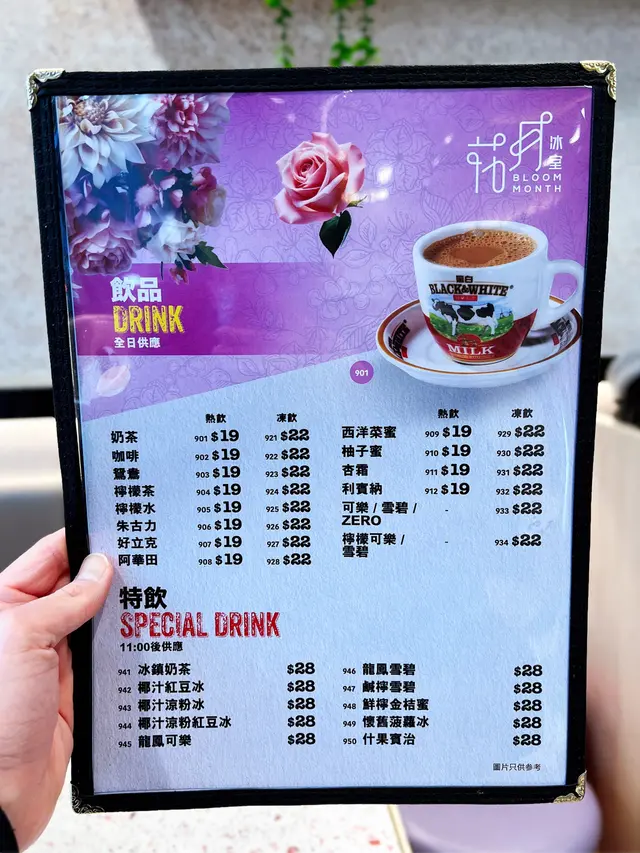 花月冰室
BLOOM
MONTH
飲品
DRINK
全日供應
黑白
BLACK&WHITE
MILK
901
熱飲 凍飲
奶茶 901 $19 921 $22
咖啡 902 $19 922 $22
鴛鴦 903 $19 923 $22
檸檬茶 904 $19 924 $22
檸檬水 905 $19 925 $22
朱古力 906 $19 926 $22
好立克 907 $19 927 $22
阿華田 908 $19 928 $22
熱飲 凍飲
西洋菜蜜 909 $19 929 $22
柚子蜜 910 $19 930 $22
杏霜 911 $19 931 $22
利賓納 912 $19 932 $22
可樂 / 雪碧 / - 933 $22
ZERO
檸檬可樂 / - 934 $22
雪碧
特飲
SPECIAL DRINK
11:00後供應
941 冰鎮奶茶 $28
942 椰汁紅豆冰 $28
943 椰汁涼粉冰 $28
944 椰汁涼粉紅豆冰 $28
945 龍鳳可樂 $28
946 龍鳳雪碧 $28
947 鹹檸雪碧 $28
948 鮮檸金桔蜜 $28
949 懷舊菠蘿冰 $28
950 什果賓治 $28
圖片只供参考